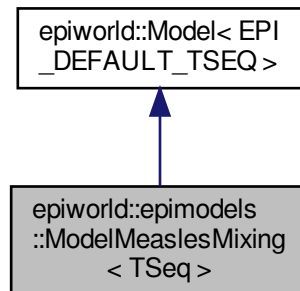 epiworld::Model< EPI
_DEFAULT_TSEQ >
epiworld::epimodels
::ModelMeaslesMixing
< TSeq >